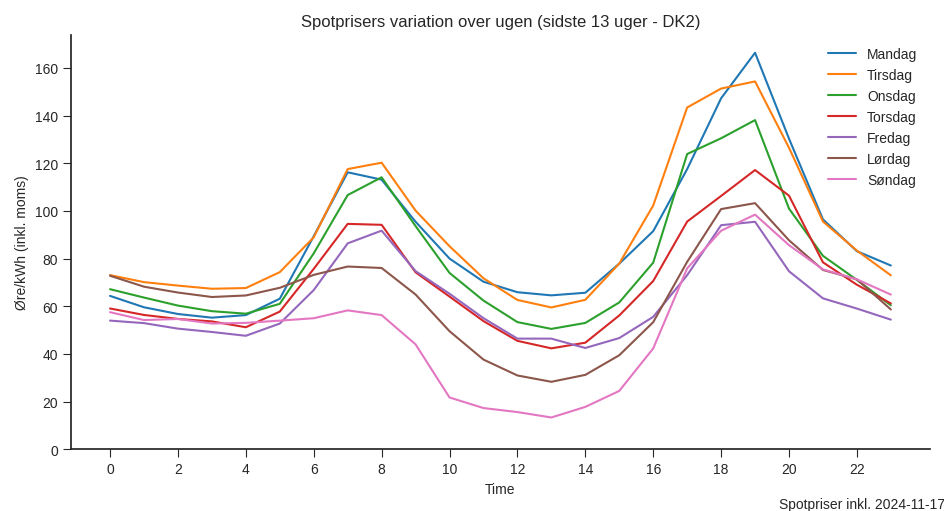 Spotprisers variation over ugen (sidste 13 uger - DK2)
Øre/kWh (inkl. moms)
160
140
120
100
80
60
40
20
0
0 2 4 6 8 10 12 14 16 18 20 22
Time
Mandag
Tirsdag
Onsdag
Torsdag
Fredag
Lørdag
Søndag
Spotpriser inkl. 2024-11-17